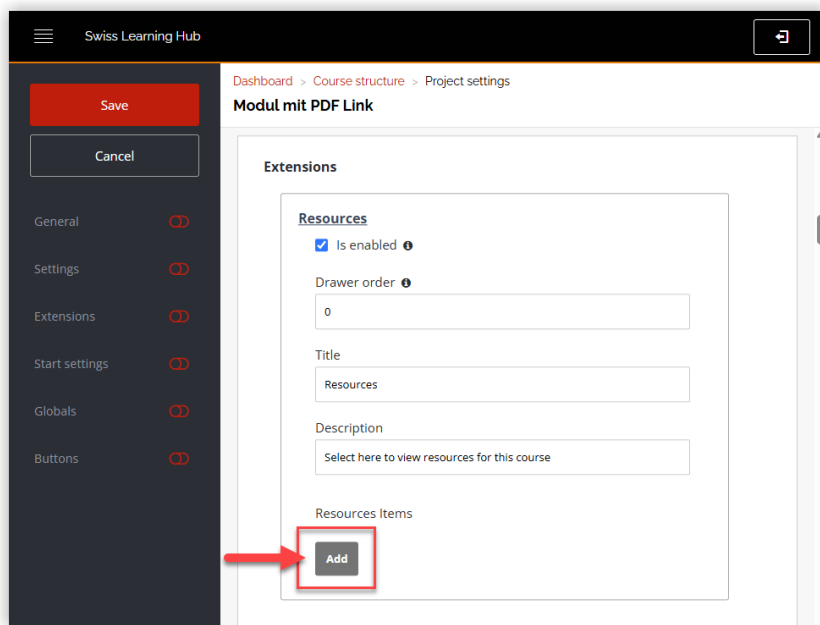 Swiss Learning Hub
Save
Cancel
General
Settings
Extensions
Start settings
Globals
Buttons
Dashboard > Course structure > Project settings
Modul mit PDF Link
Extensions
Resources
Is enabled
Drawer order
0
Title
Resources
Description
Select here to view resources for this course
Resources Items
Add